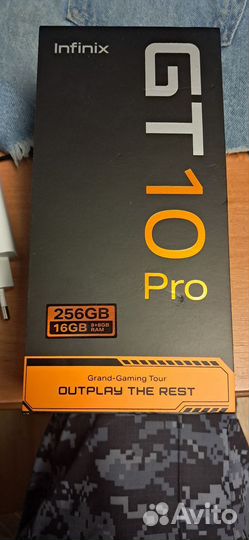 Infinix
GT 10 Pro
256GB
16GB 8+8GB RAM
Grand-Gaming Tour
OUTPLAY THE REST
Avito